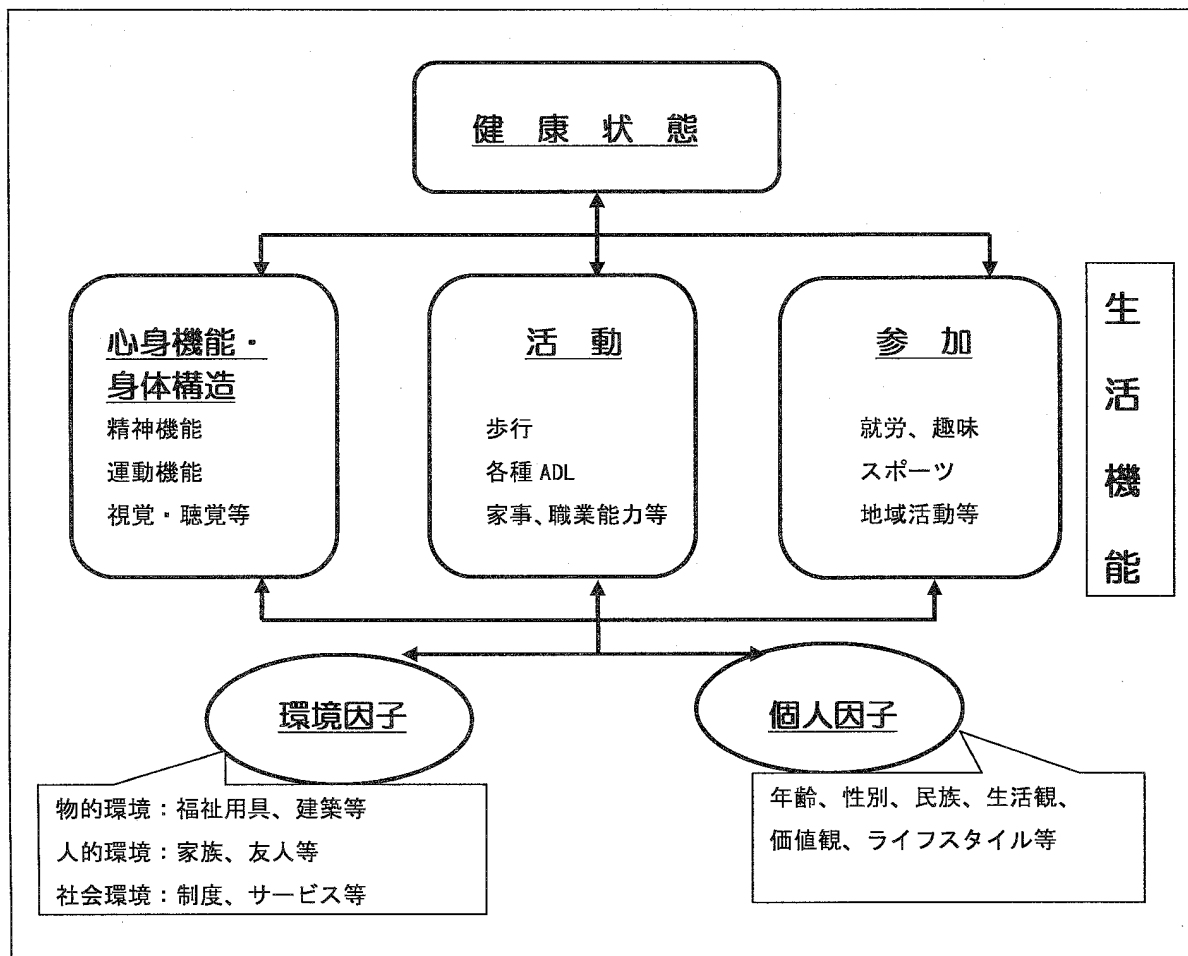 健康状態
心身機能・
身体構造
精神機能
運動機能
視覚・聴覚等
活動
歩行
各種 ADL
家事、職業能力等
参加
就労、趣味
スポーツ
地域活動等
生活機能
環境因子
個人因子
物的環境：福祉用具、建築等
人的環境：家族、友人等
社会環境：制度、サービス等
年齢、性別、民族、生活観、
価値観、ライフスタイル等